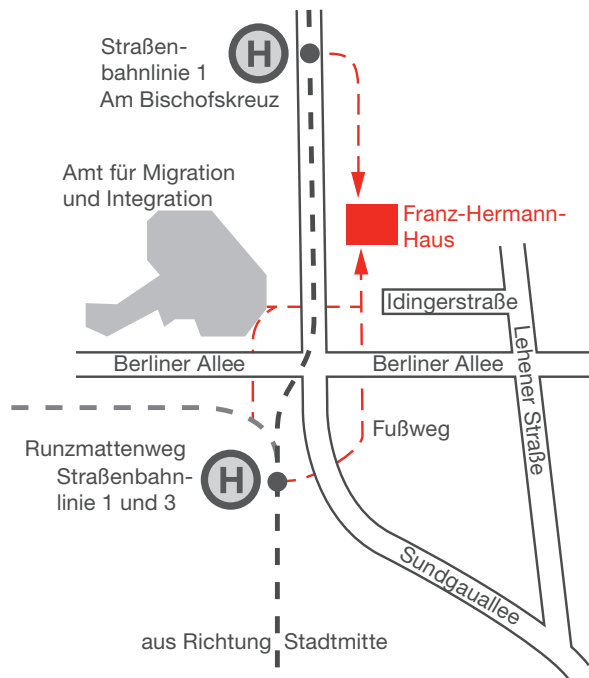 H
Straßen-
bahnlinie 1
Am Bischofskreuz
Amt für Migration
und Integration
Franz-Hermann-
Haus
Idingerstraße
Lehener Straße
Berliner Allee
Berliner Allee
Fußweg
Runzmattenweg
Straßenbahn-
linie 1 und 3
H
Sundgauallee
aus Richtung Stadtmitte